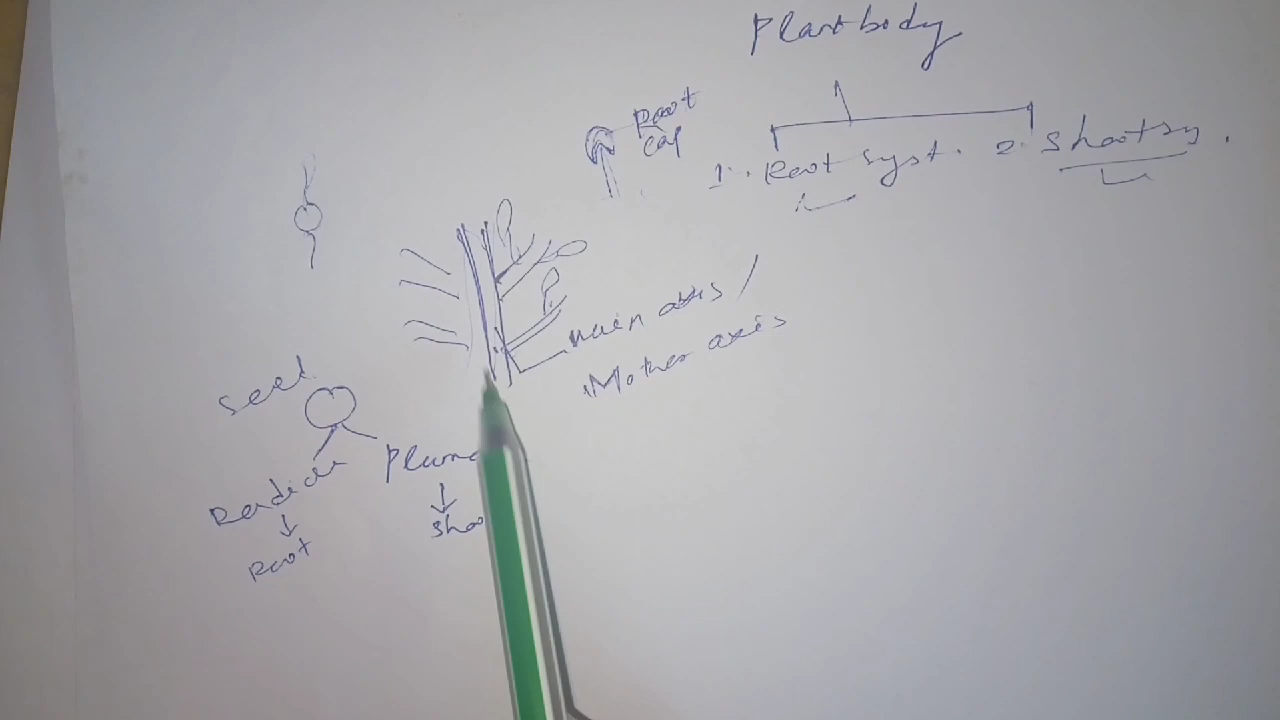 Plant body
1. Root syst. 2. Shoot sy.
Root
cap
main axis /
Mother axis
Seed
Radicle
Root